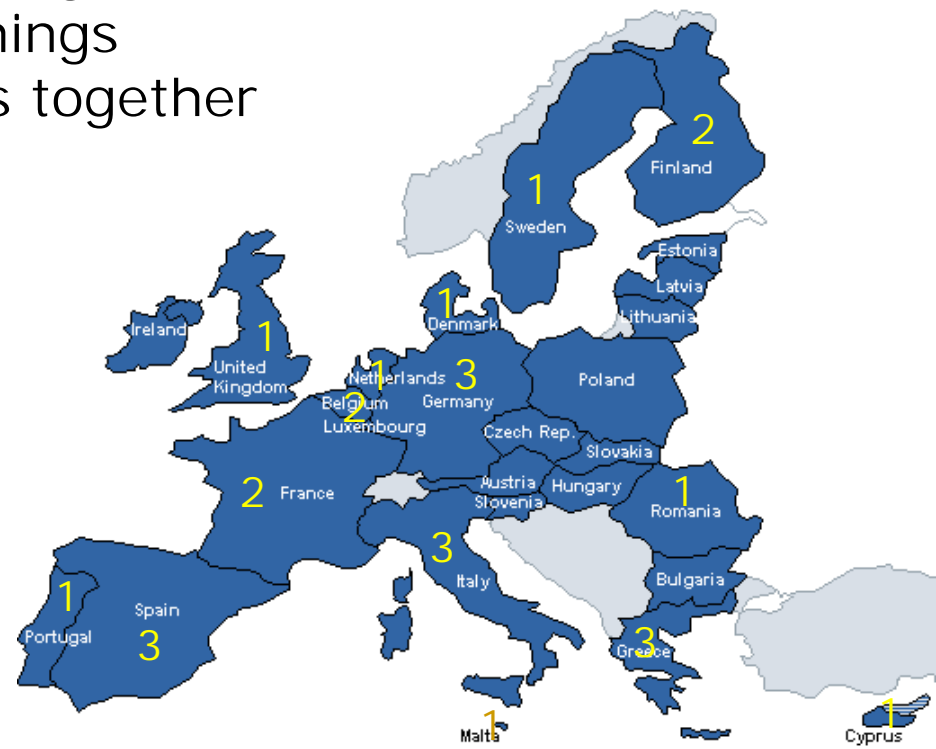 nings
s together
2
Finland
1
Sweden
Estonia
Latvia
Lithuania
1
Denmark
Ireland
1
United
Kingdom
1
Netherlands
3
Germany
Belgium
2
Luxembourg
Poland
Czech Rep.
Slovakia
Austria
Hungary
Slovenia
2
France
1
Romania
3
Italy
Bulgaria
1
Portugal
Spain
3
3
Greece
1
Malta
1
Cyprus